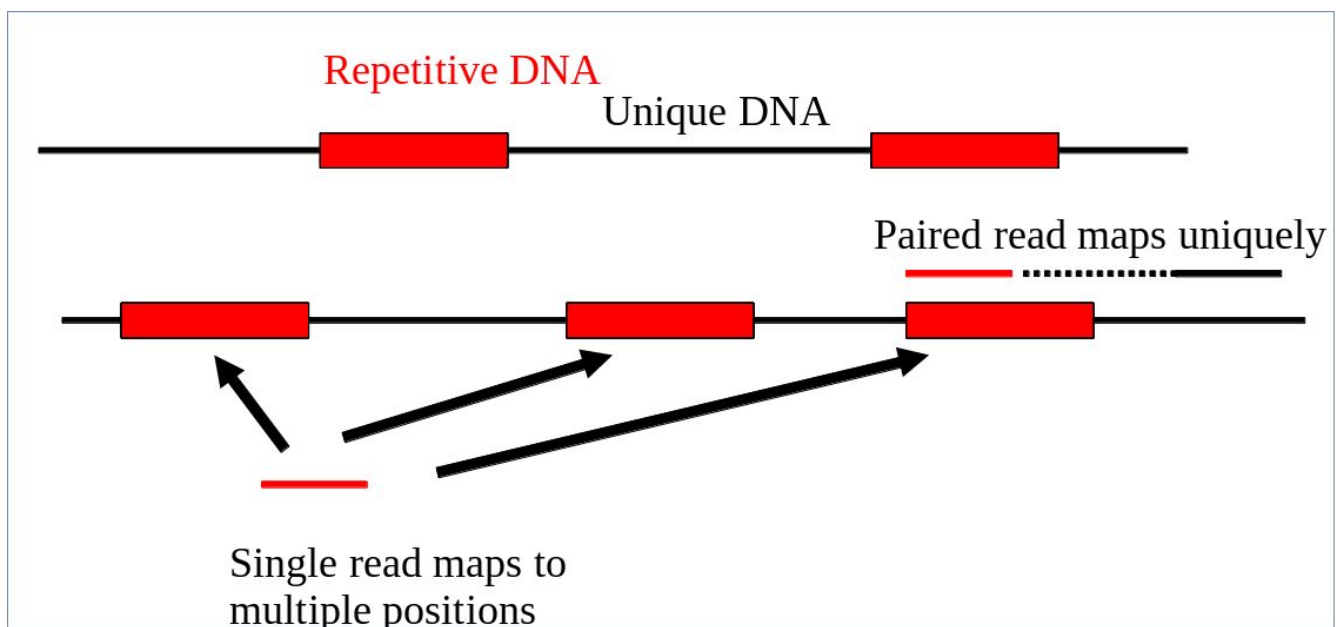 Repetitive DNA
Unique DNA
Paired read maps uniquely
Single read maps to
multiple positions